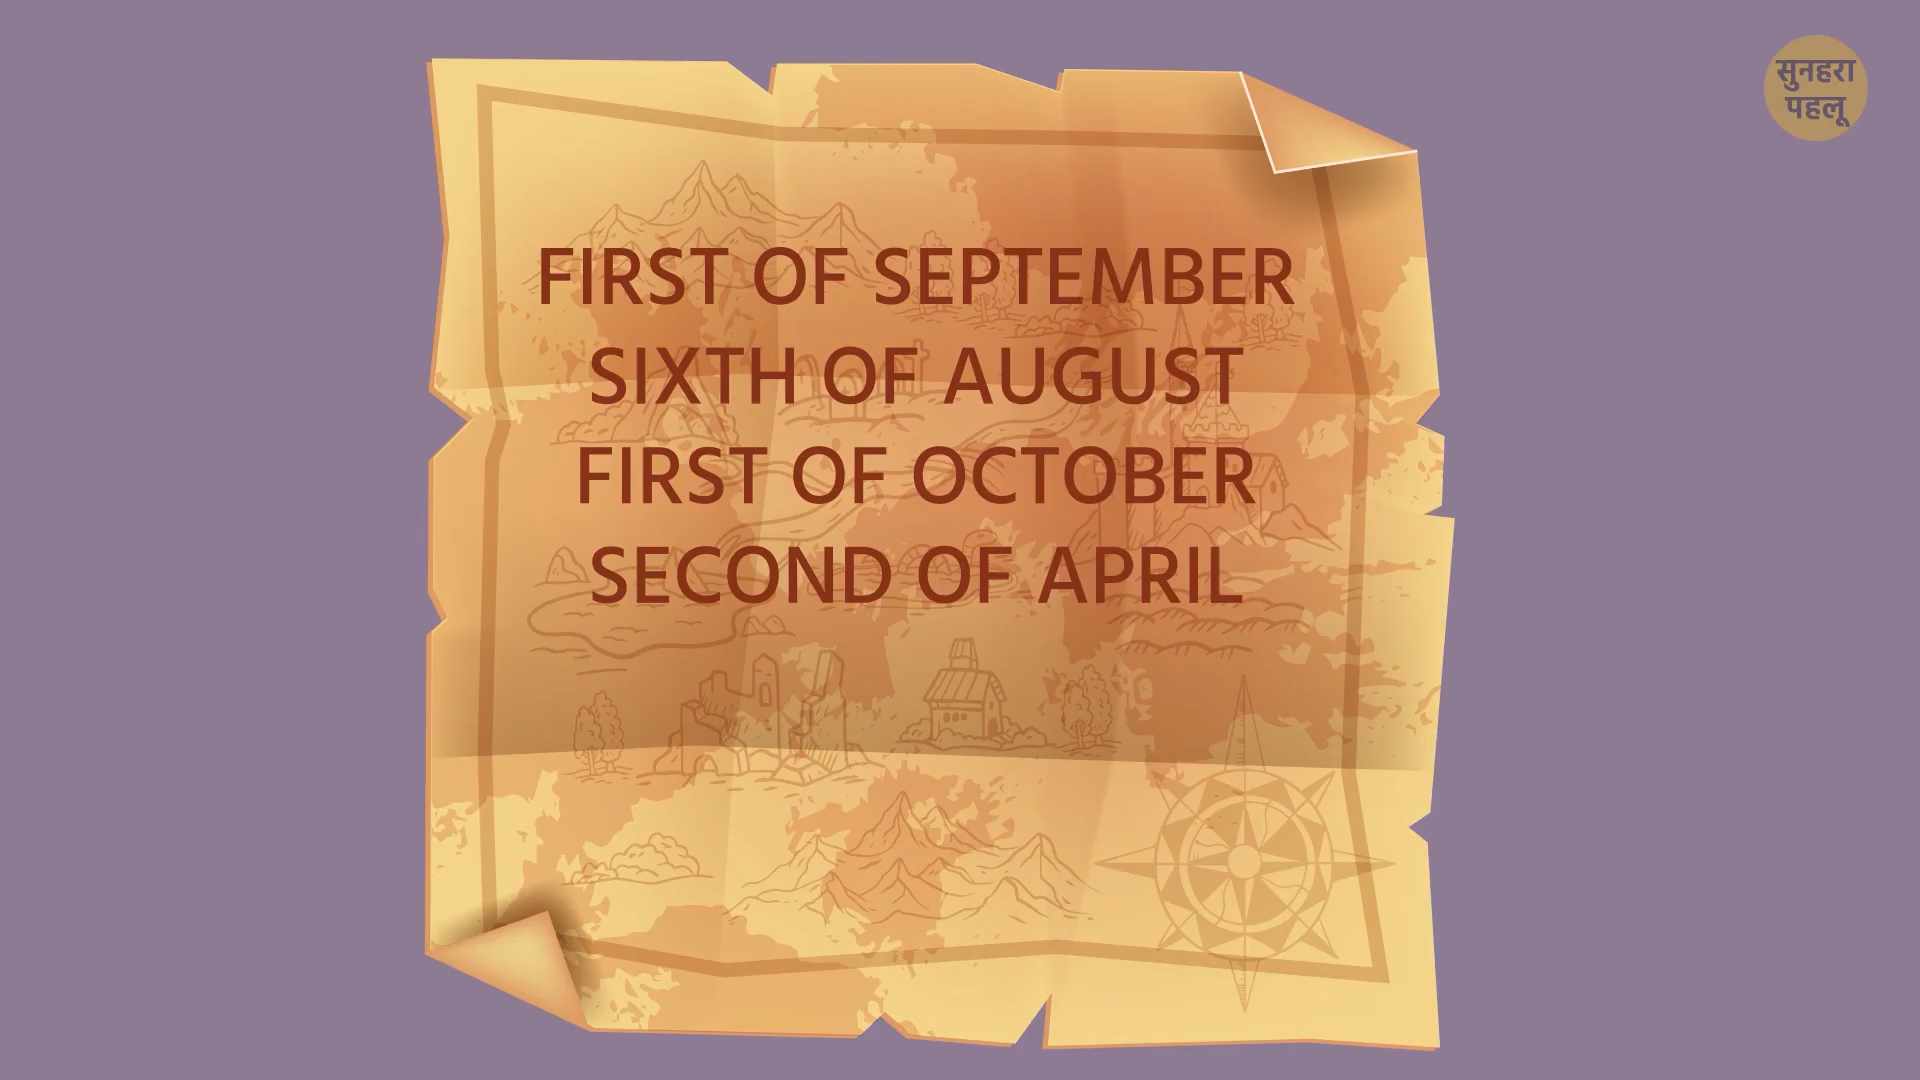 सुनहरा
पहलू
FIRST OF SEPTEMBER
SIXTH OF AUGUST
FIRST OF OCTOBER
SECOND OF APRIL